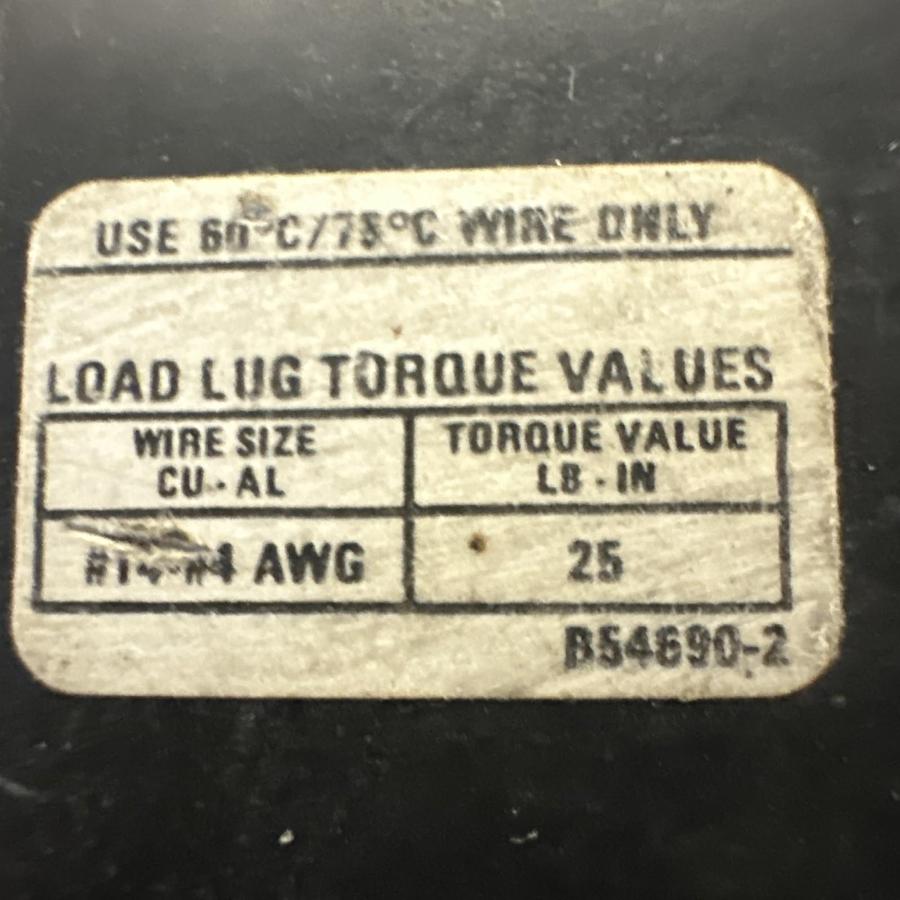 USE 60°C/75°C WIRE ONLY
LOAD LUG TORQUE VALUES
WIRE SIZE TORQUE VALUE
CU - AL LB - IN
#14-#4 AWG 25
B54690-2